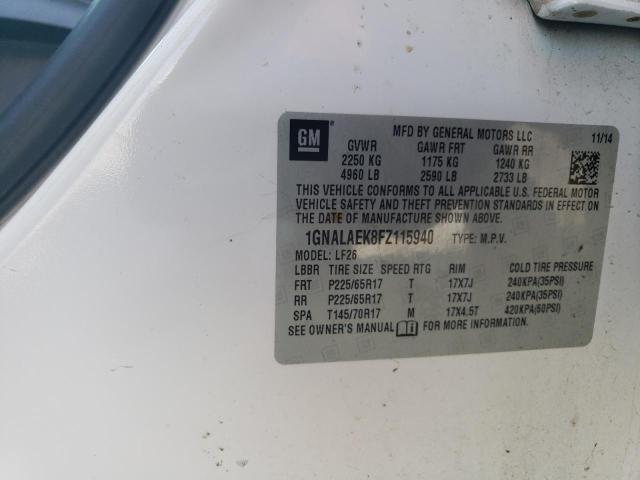 GM
MFD BY GENERAL MOTORS LLC 11/14
GVWR GAWR FRT GAWR RR
2250 KG 1175 KG 1240 KG
4960 LB 2590 LB 2733 LB
THIS VEHICLE CONFORMS TO ALL APPLICABLE U.S. FEDERAL MOTOR
VEHICLE SAFETY AND THEFT PREVENTION STANDARDS IN EFFECT ON
THE DATE OF MANUFACTURE SHOWN ABOVE.
1GNALAEK8FZ115940 TYPE: M.P.V.
MODEL: LF26
LBBR TIRE SIZE SPEED RTG RIM COLD TIRE PRESSURE
FRT P225/65R17 T 17X7J 240KPA(35PSI)
RR P225/65R17 T 17X7J 240KPA(35PSI)
SPA T145/70R17 M 17X4.5T 420KPA(60PSI)
SEE OWNER'S MANUAL FOR MORE INFORMATION.